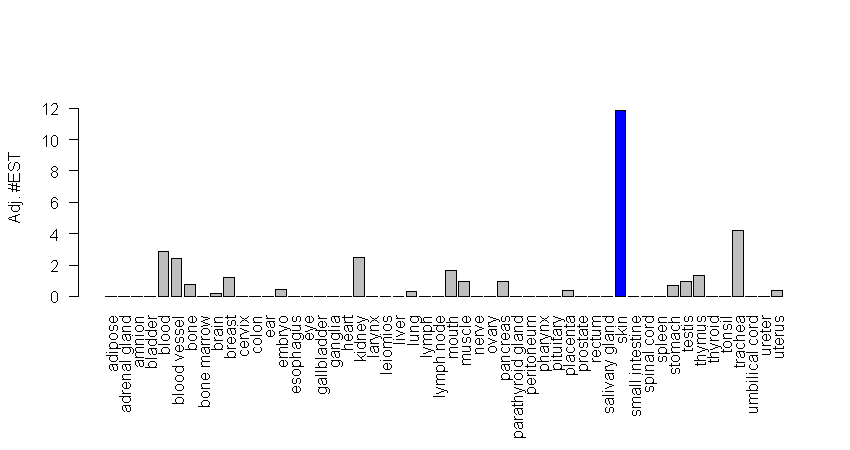 Adj. #EST
12
10
8
6
4
2
0
adipose
adrenal gland
amnion
bladder
blood
blood vessel
bone
bone marrow
brain
breast
cervix
colon
ear
embryo
esophagus
eye
gallbladder
ganglia
heart
kidney
larynx
leiomios
liver
lung
lymph
lymph node
mouth
muscle
nerve
ovary
pancreas
parathyroid gland
peritoneum
pharynx
pituitary
placenta
prostate
rectum
salivary gland
skin
small intestine
spinal cord
spleen
stomach
testis
thymus
thyroid
tonsil
trachea
umbilical cord
ureter
uterus